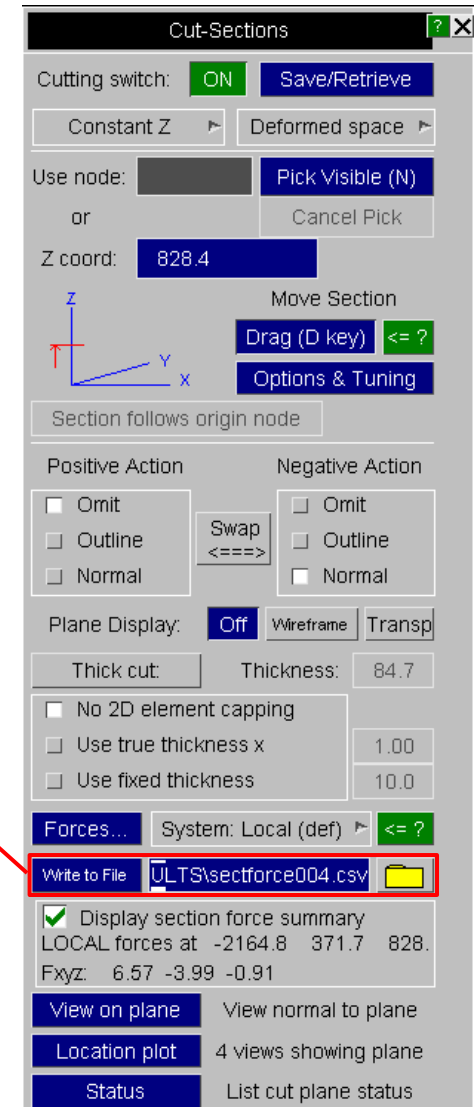 Cut-Sections ? X
Cutting switch: ON Save/Retrieve
Constant Z Deformed space
Use node: Pick Visible (N)
or Cancel Pick
Z coord: 828.4
Z Move Section
Drag (D key) <= ?
Y
X Options & Tuning
Section follows origin node
Positive Action Negative Action
Omit Omit
Swap
Outline Outline
<===>
Normal Normal
Plane Display: Off Wireframe Transp
Thick cut: Thickness: 84.7
No 2D element capping
Use true thickness x 1.00
Use fixed thickness 10.0
Forces... System: Local (def) <= ?
Write to File ULTS\sectforce004.csv
Display section force summary
LOCAL forces at -2164.8 371.7 828.
Fxyz: 6.57 -3.99 -0.91
View on plane View normal to plane
Location plot 4 views showing plane
Status List cut plane status